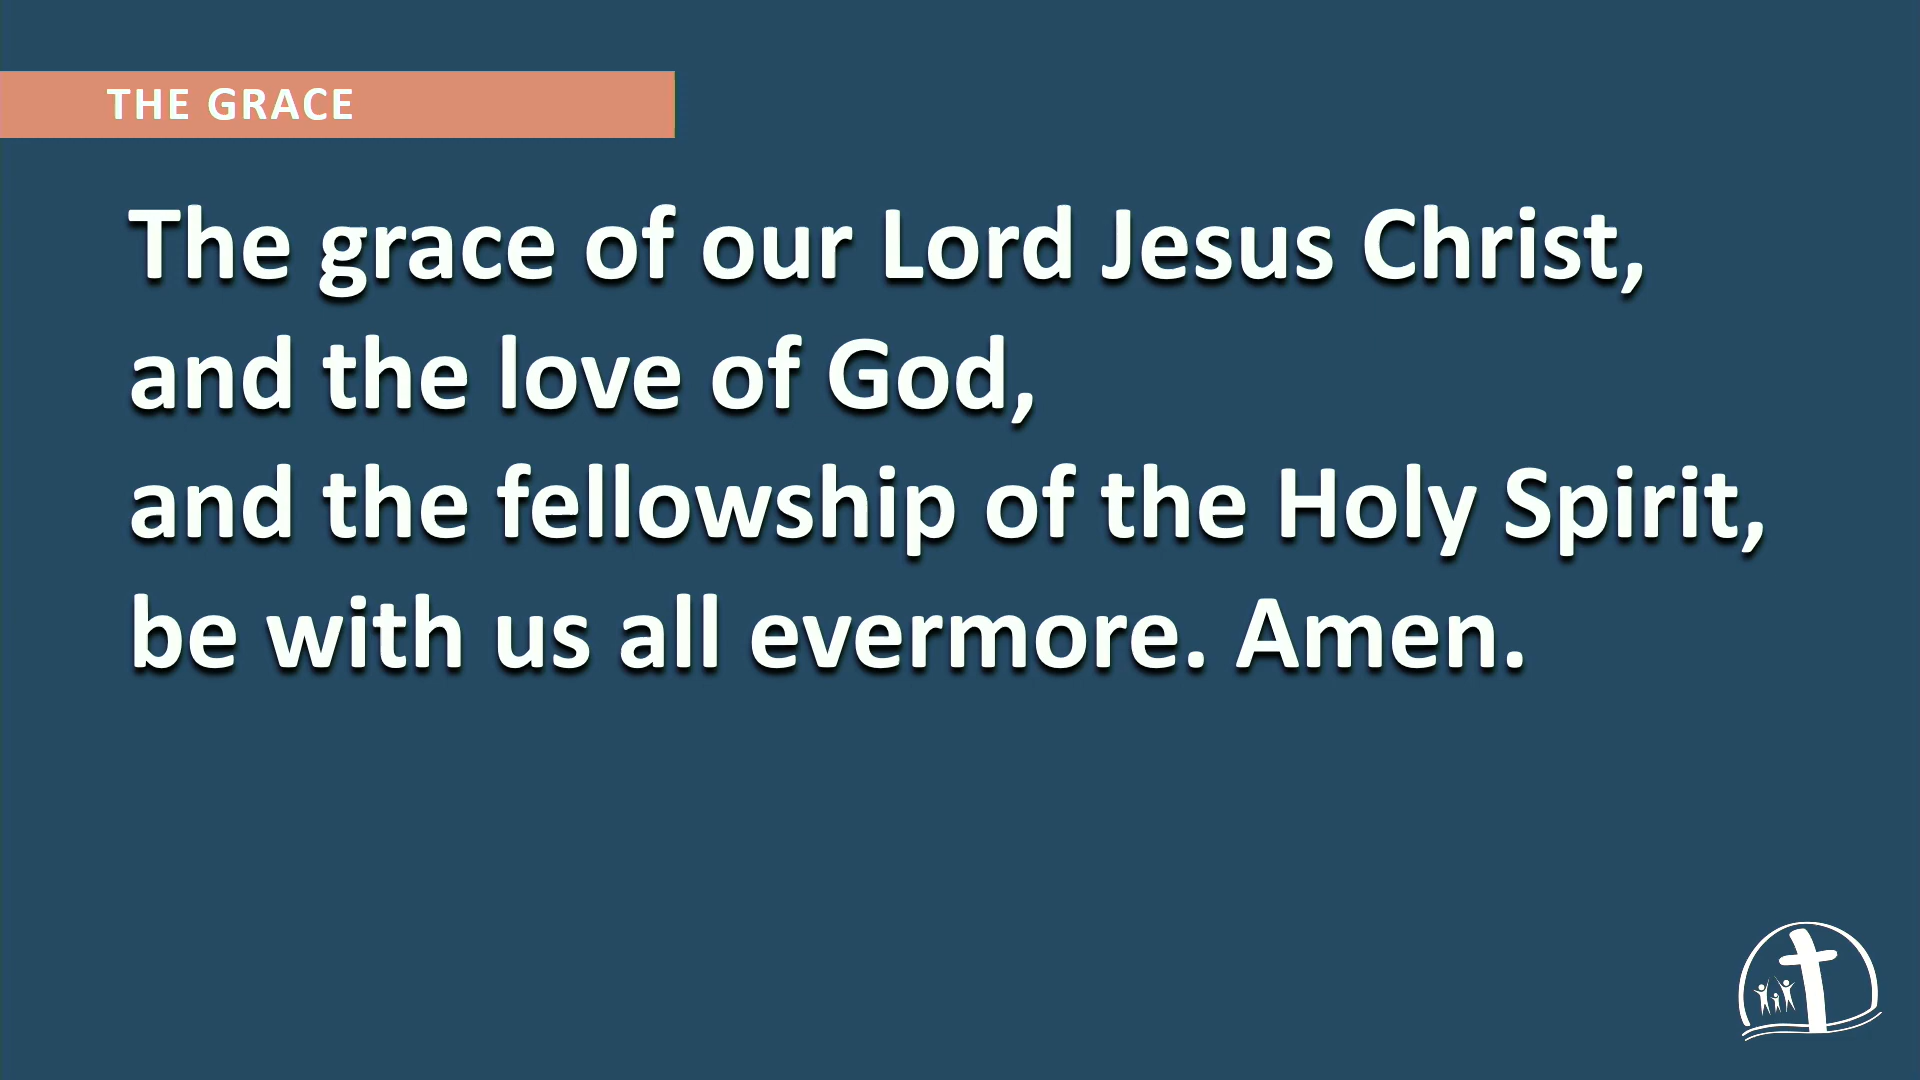 THE GRACE
The grace of our Lord Jesus Christ,
and the love of God,
and the fellowship of the Holy Spirit,
be with us all evermore. Amen.